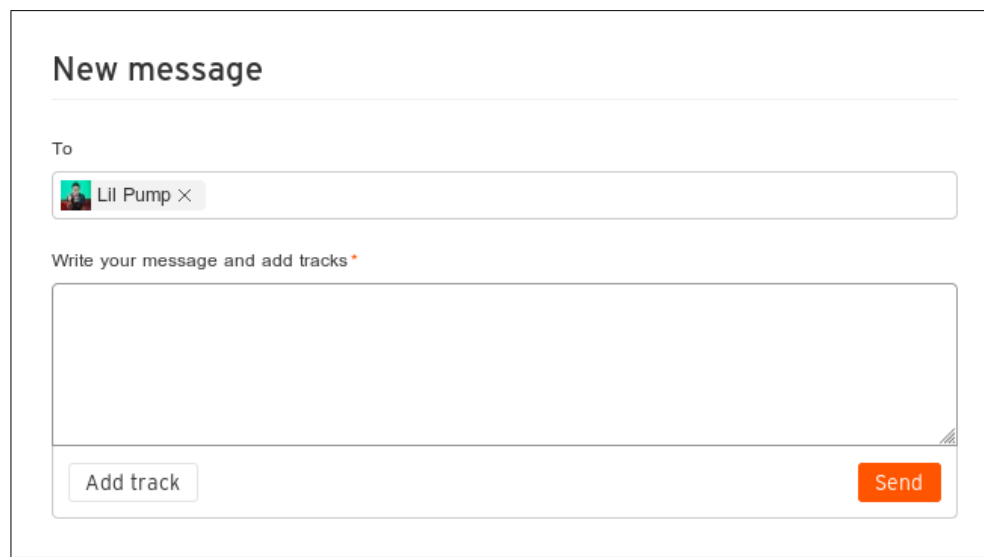 New message
To
Lil Pump
Write your message and add tracks *
Add track
Send